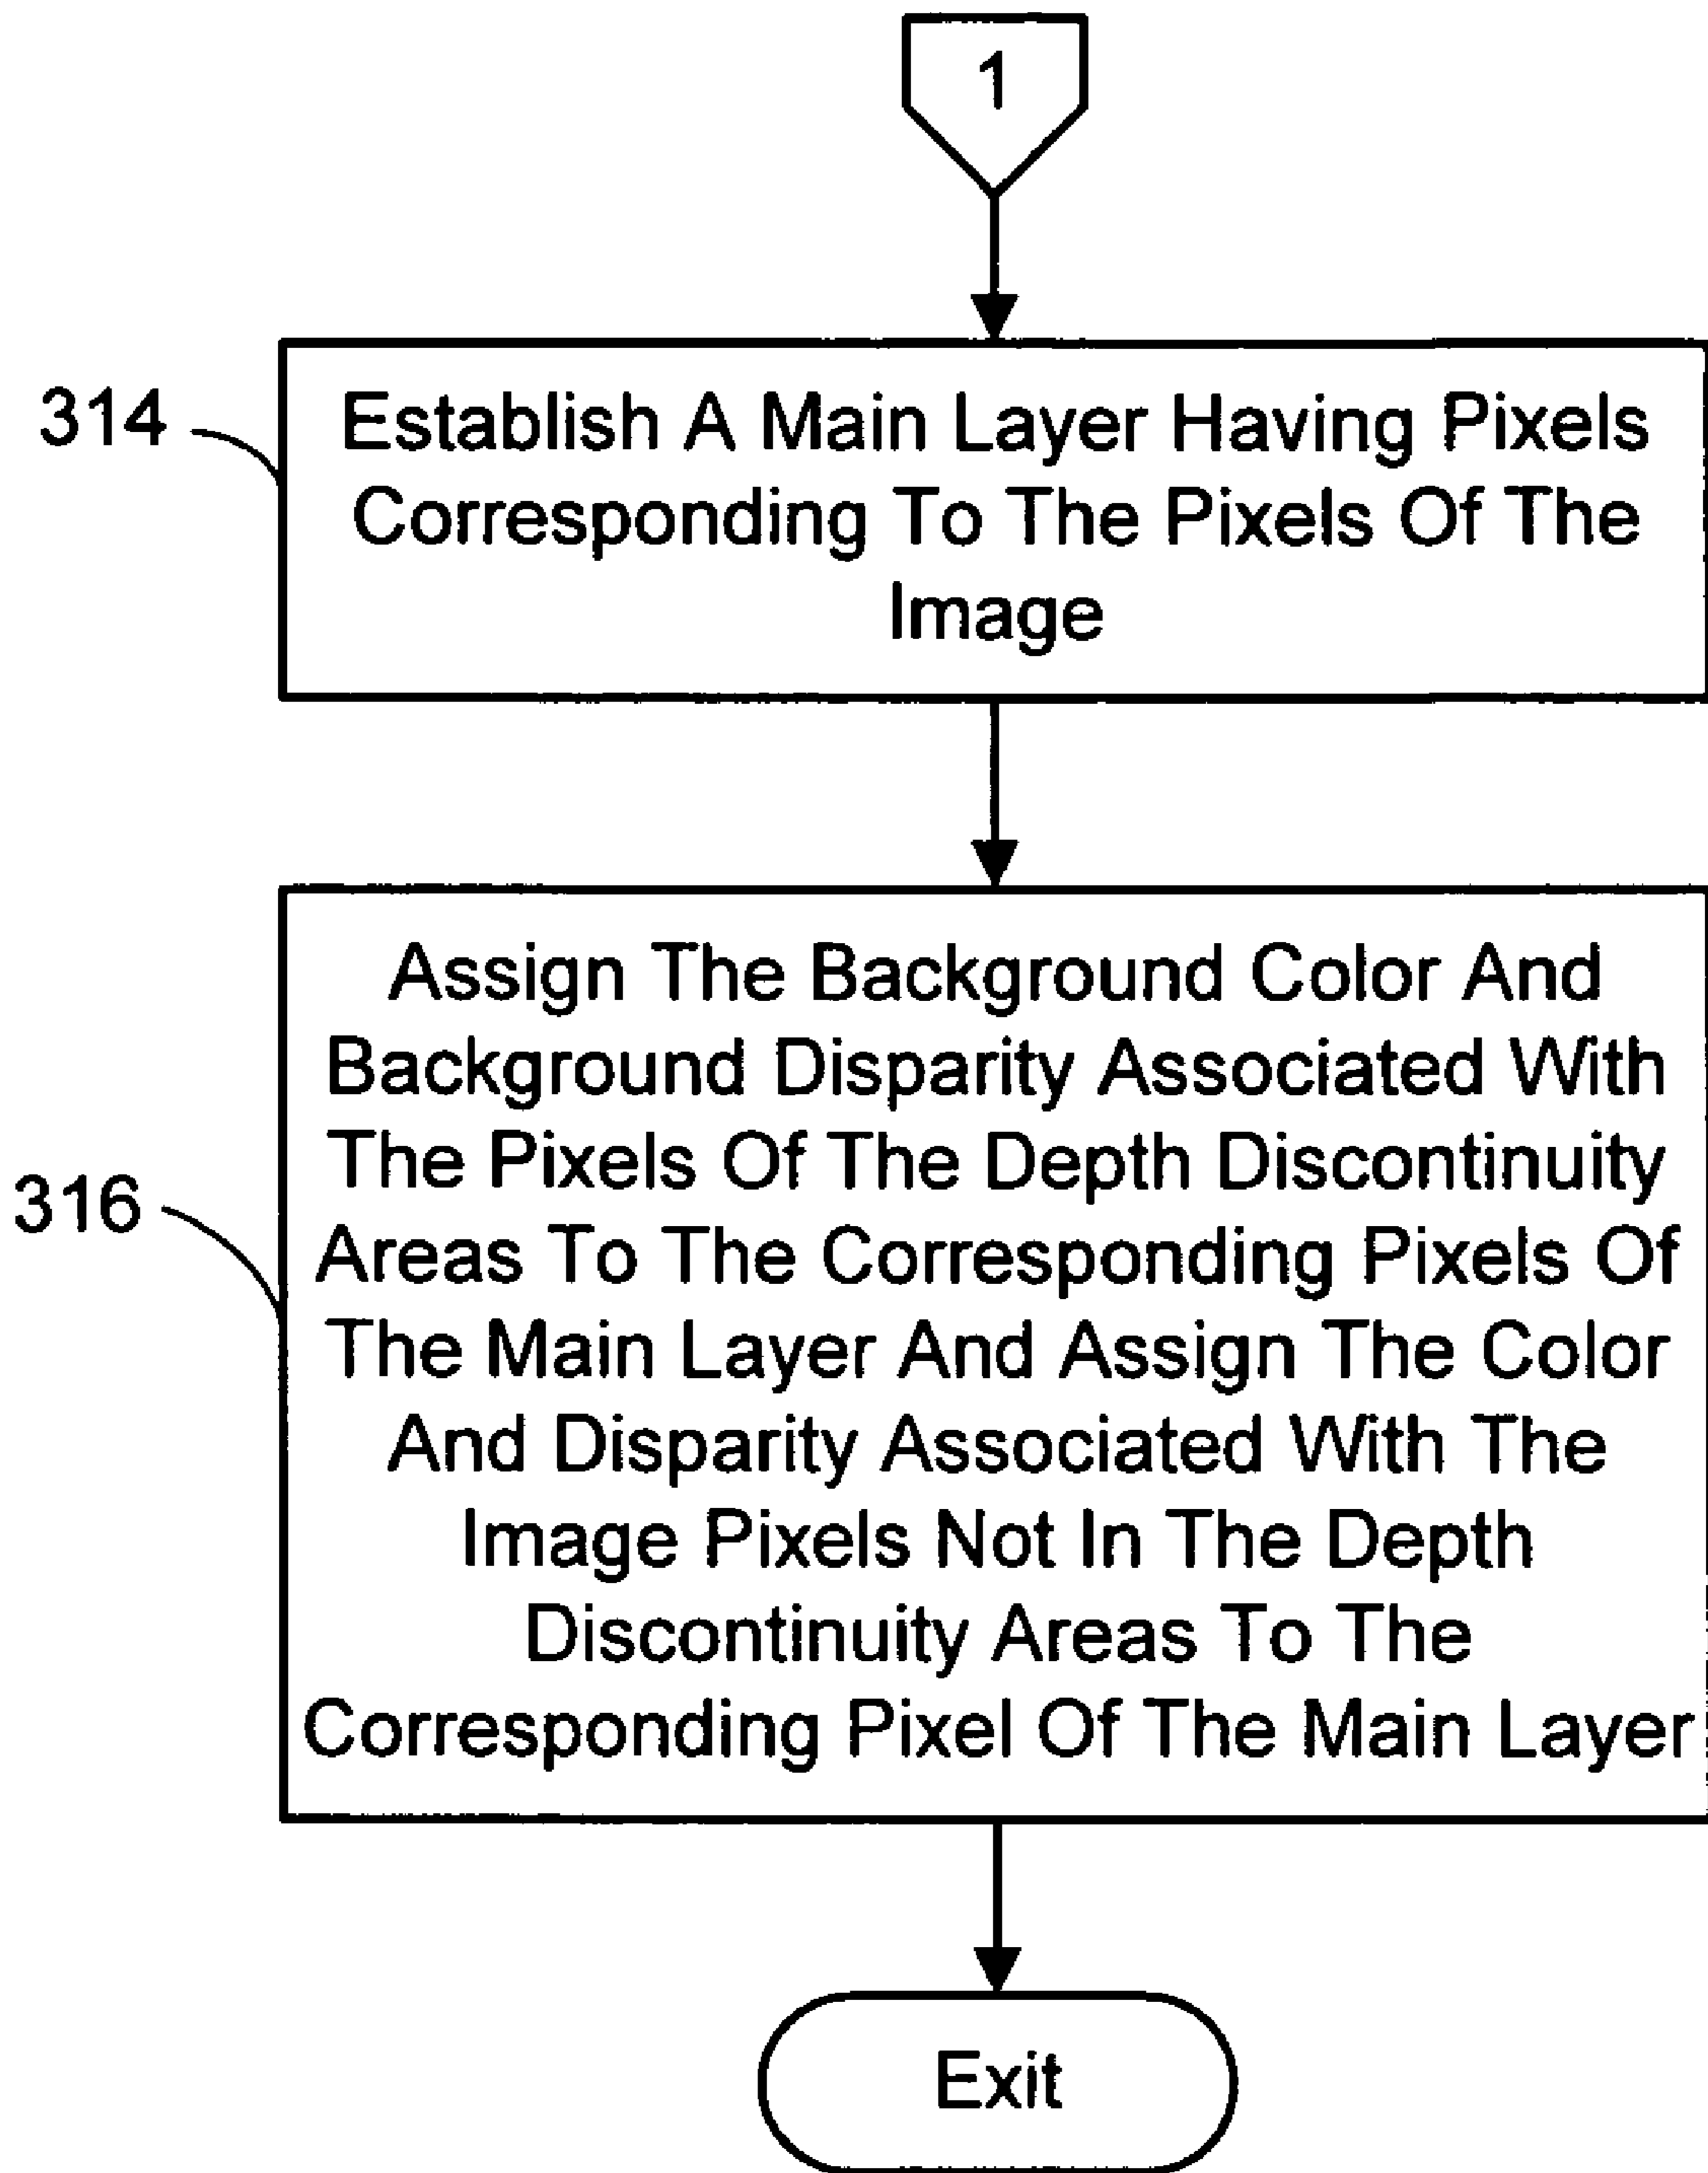 1
314
Establish A Main Layer Having Pixels
Corresponding To The Pixels Of The
Image
316
Assign The Background Color And
Background Disparity Associated With
The Pixels Of The Depth Discontinuity
Areas To The Corresponding Pixels Of
The Main Layer And Assign The Color
And Disparity Associated With The
Image Pixels Not In The Depth
Discontinuity Areas To The
Corresponding Pixel Of The Main Layer
Exit